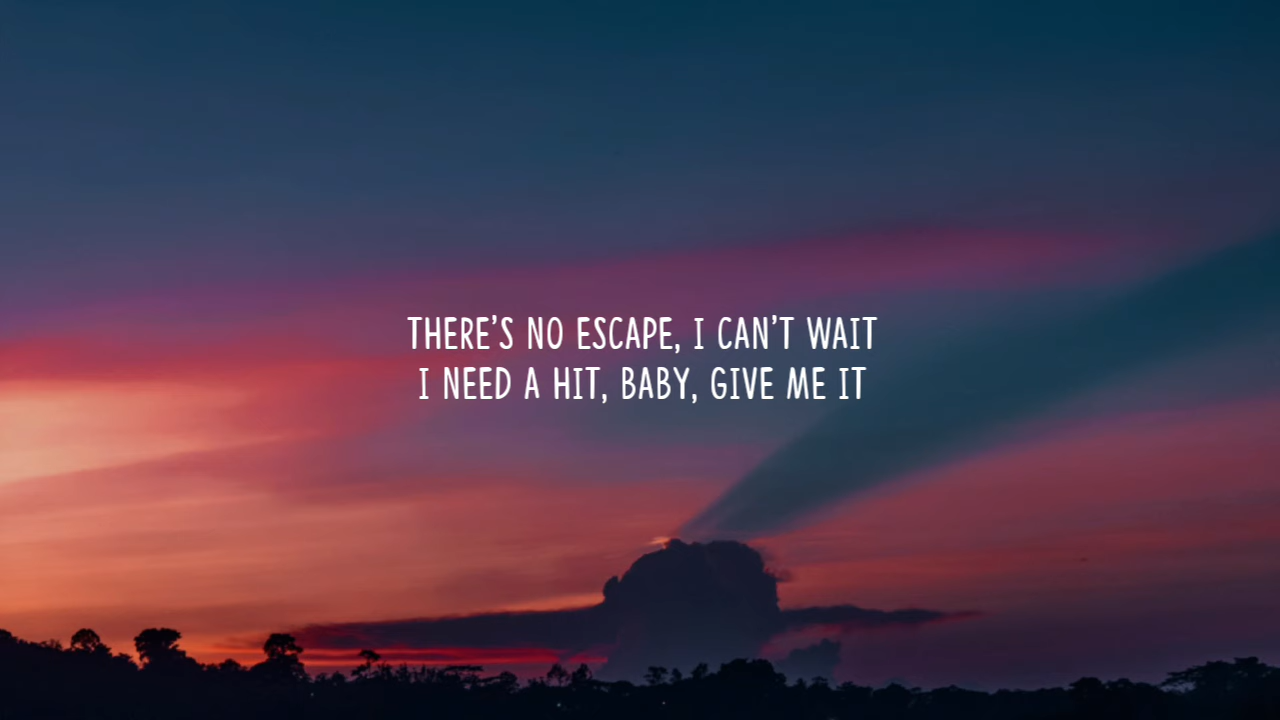 THERE’S NO ESCAPE, I CAN’T WAIT
I NEED A HIT, BABY, GIVE ME IT